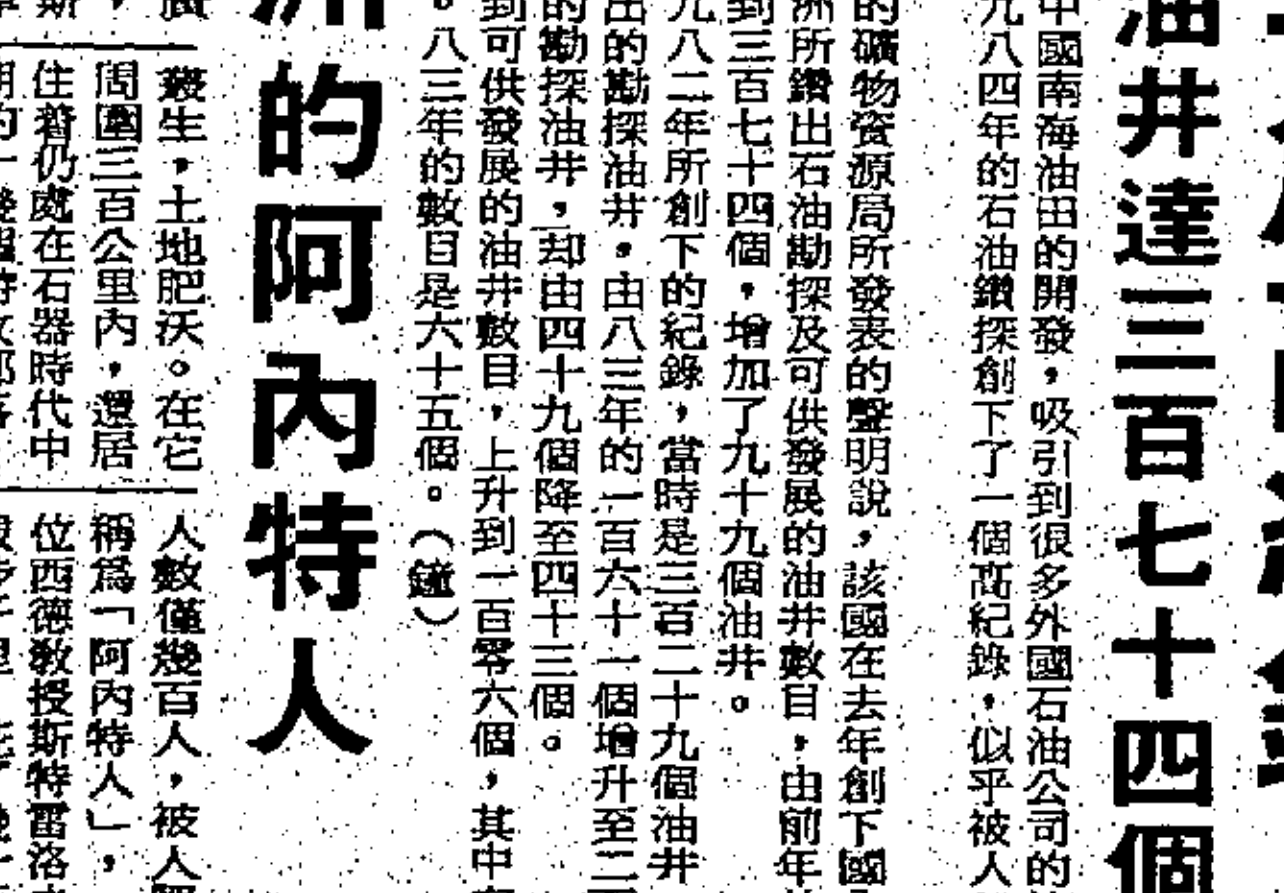 油井達三百七十四個
中國南海油田的開發，吸引到很多外國石油公司的
九八四年的石油鑽探創下了一個高紀錄，似乎被人
的礦物資源局所發表的聲明說，該國在去年創下國
洲所鑽出石油勘探及可供發展的油井數目，由前年
到三百七十四個，增加了九十九個油井。
九八二年所創下的紀錄，當時是三百二十九個油井
出的勘探油井，由八三年的一百六十一個增升至二
的勘探油井，却由四十九個降至四十三個。
到可供發展的油井數目，上升到一百零六個，其中
。八三年的數目是六十五個。（鐘）
洲的阿內特人
叢生，土地肥沃。在它
周圍三百公里內，還居
住着仍處在石器時代中
人數僅幾百人，被人
稱爲「阿內特人」，
位西德教授斯特雷洛